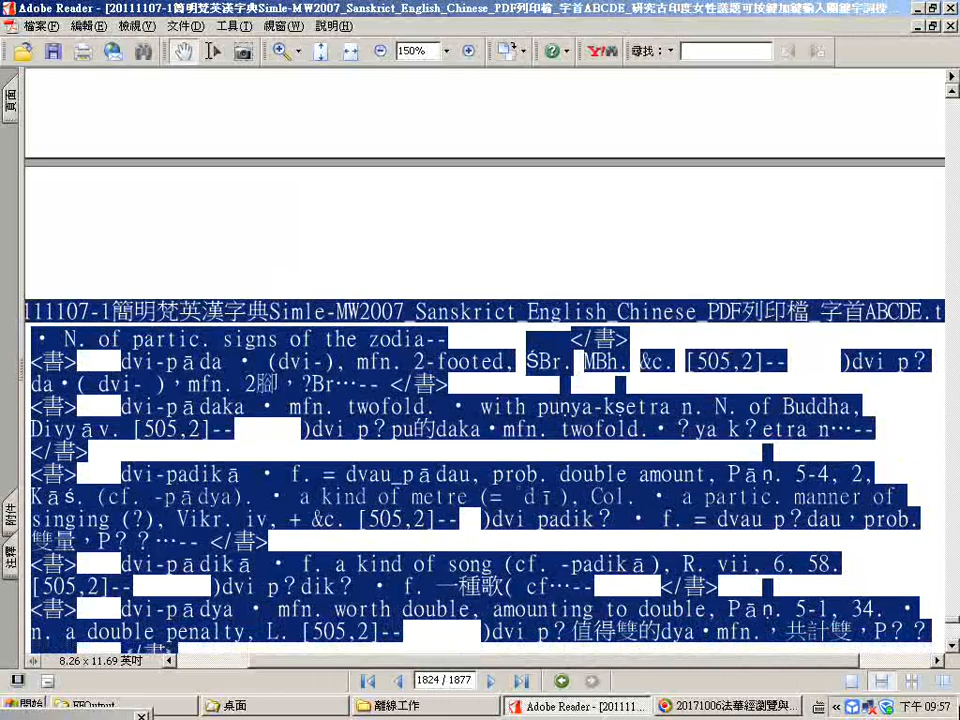 Adobe Reader - [20111107-1簡明梵英漢字典Simle-MW2007_Sanskrict_English_Chinese_PDF列印檔_字首ABCDE_研究古印度女性議題可按鍵加鍵輸入關鍵字詞搜
檔案(F) 編輯(E) 檢視(V) 文件(D) 工具(T) 視窗(W) 說明(H)
150% 尋找:
頁面
111107-1簡明梵英漢字典Simle-MW2007_Sanskrict_English_Chinese_PDF列印檔_字首ABCDE.t
• N. of partic. signs of the zodia-- </書>
<書> dvi-pāda • (dvi-), mfn. 2-footed, ŚBr. MBh. &c. [505,2]-- )dvi p?
da•( dvi- )，mfn. 2腳，?Br…-- </書>
<書> dvi-pādaka • mfn. twofold. • with puṇya-kṣetra n. N. of Buddha,
Divyāv. [505,2]-- )dvi p?pu的daka•mfn. twofold.•?ya k?etra n…--
</書>
<書> dvi-padikā • f. = dvau_pādau, prob. double amount, Pāṇ. 5-4, 2,
Kāś. (cf. -pādya). • a kind of metre (= ゜dī), Col. • a partic. manner of
singing (?), Vikr. iv, + &c. [505,2]-- )dvi padik? • f. = dvau p?dau，prob.
雙量，P??…-- </書>
<書> dvi-pādikā • f. a kind of song (cf. -padikā), R. vii, 6, 58.
[505,2]-- )dvi p?dik? • f. 一種歌( cf…-- </書>
<書> dvi-pādya • mfn. worth double, amounting to double, Pāṇ. 5-1, 34. •
n. a double penalty, L. [505,2]-- )dvi p?值得雙的dya•mfn.，共計雙，P??
附件
注釋
8.26 x 11.69 英吋
1824 / 1877
開始 FFOutput 桌面 離線工作 Adobe Reader - [2011... 20171006法華經瀏覽與... 下午 09:57